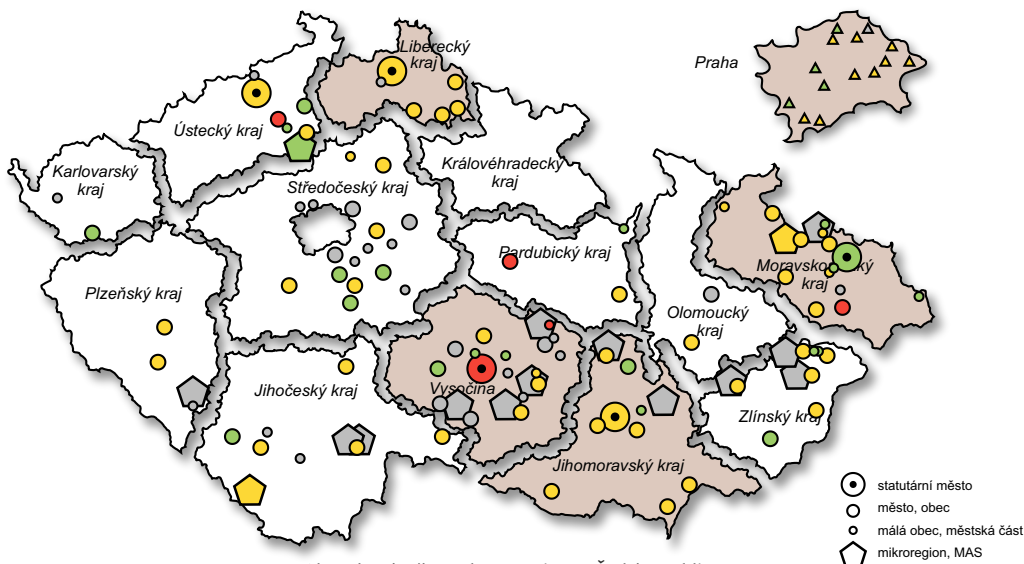 Liberecký
kraj
Praha
Ústecký kraj
Karlovarský
kraj
Středočeský kraj
Královéhradecký
kraj
Pardubický kraj
Moravskoslezský
kraj
Plzeňský kraj
Olomoucký
kraj
Jihočeský kraj
Vysočina
Zlínský kraj
Jihomoravský kraj
statutární město
město, obec
málá obec, městská část
mikroregion, MAS